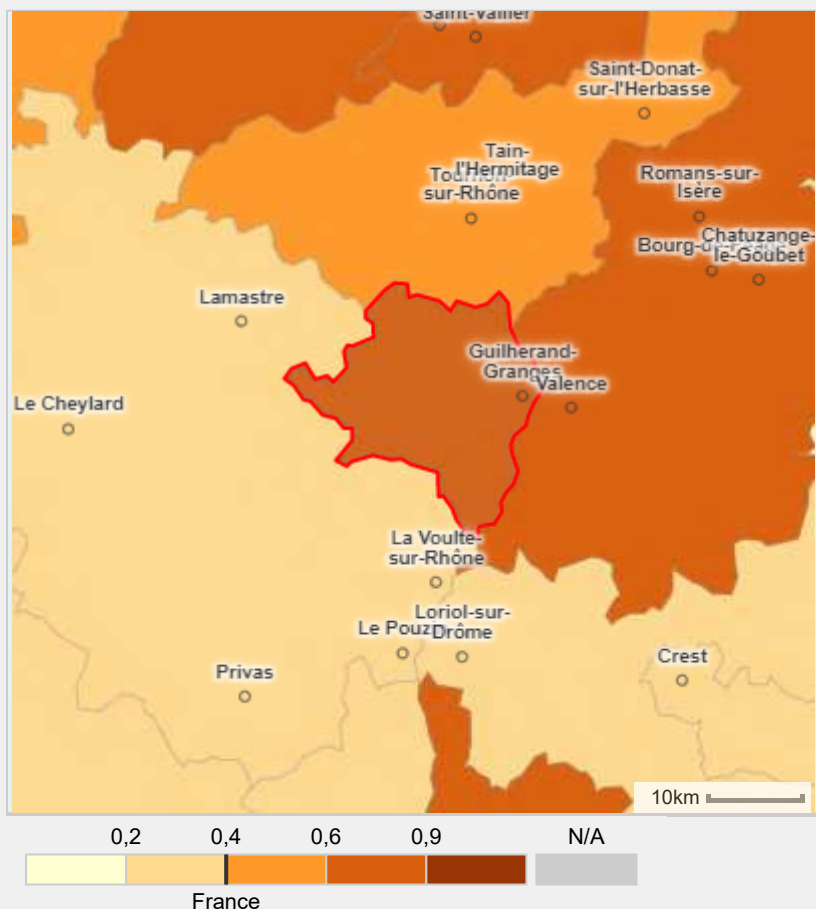 Saint-Vallier
Saint-Donat-
sur-l'Herbasse
Tain-
l'Hermitage
sur-Rhône
Romans-sur-
Isère
Chatuzange-
le-Goubet
Lamastre
Guilherand-
Granges
Valence
Le Cheylard
La Voulte-
sur-Rhône
Loriol-sur-
Drôme
Le Pouz
Crest
Privas
10km
0,2 0,4 0,6 0,9 N/A
France